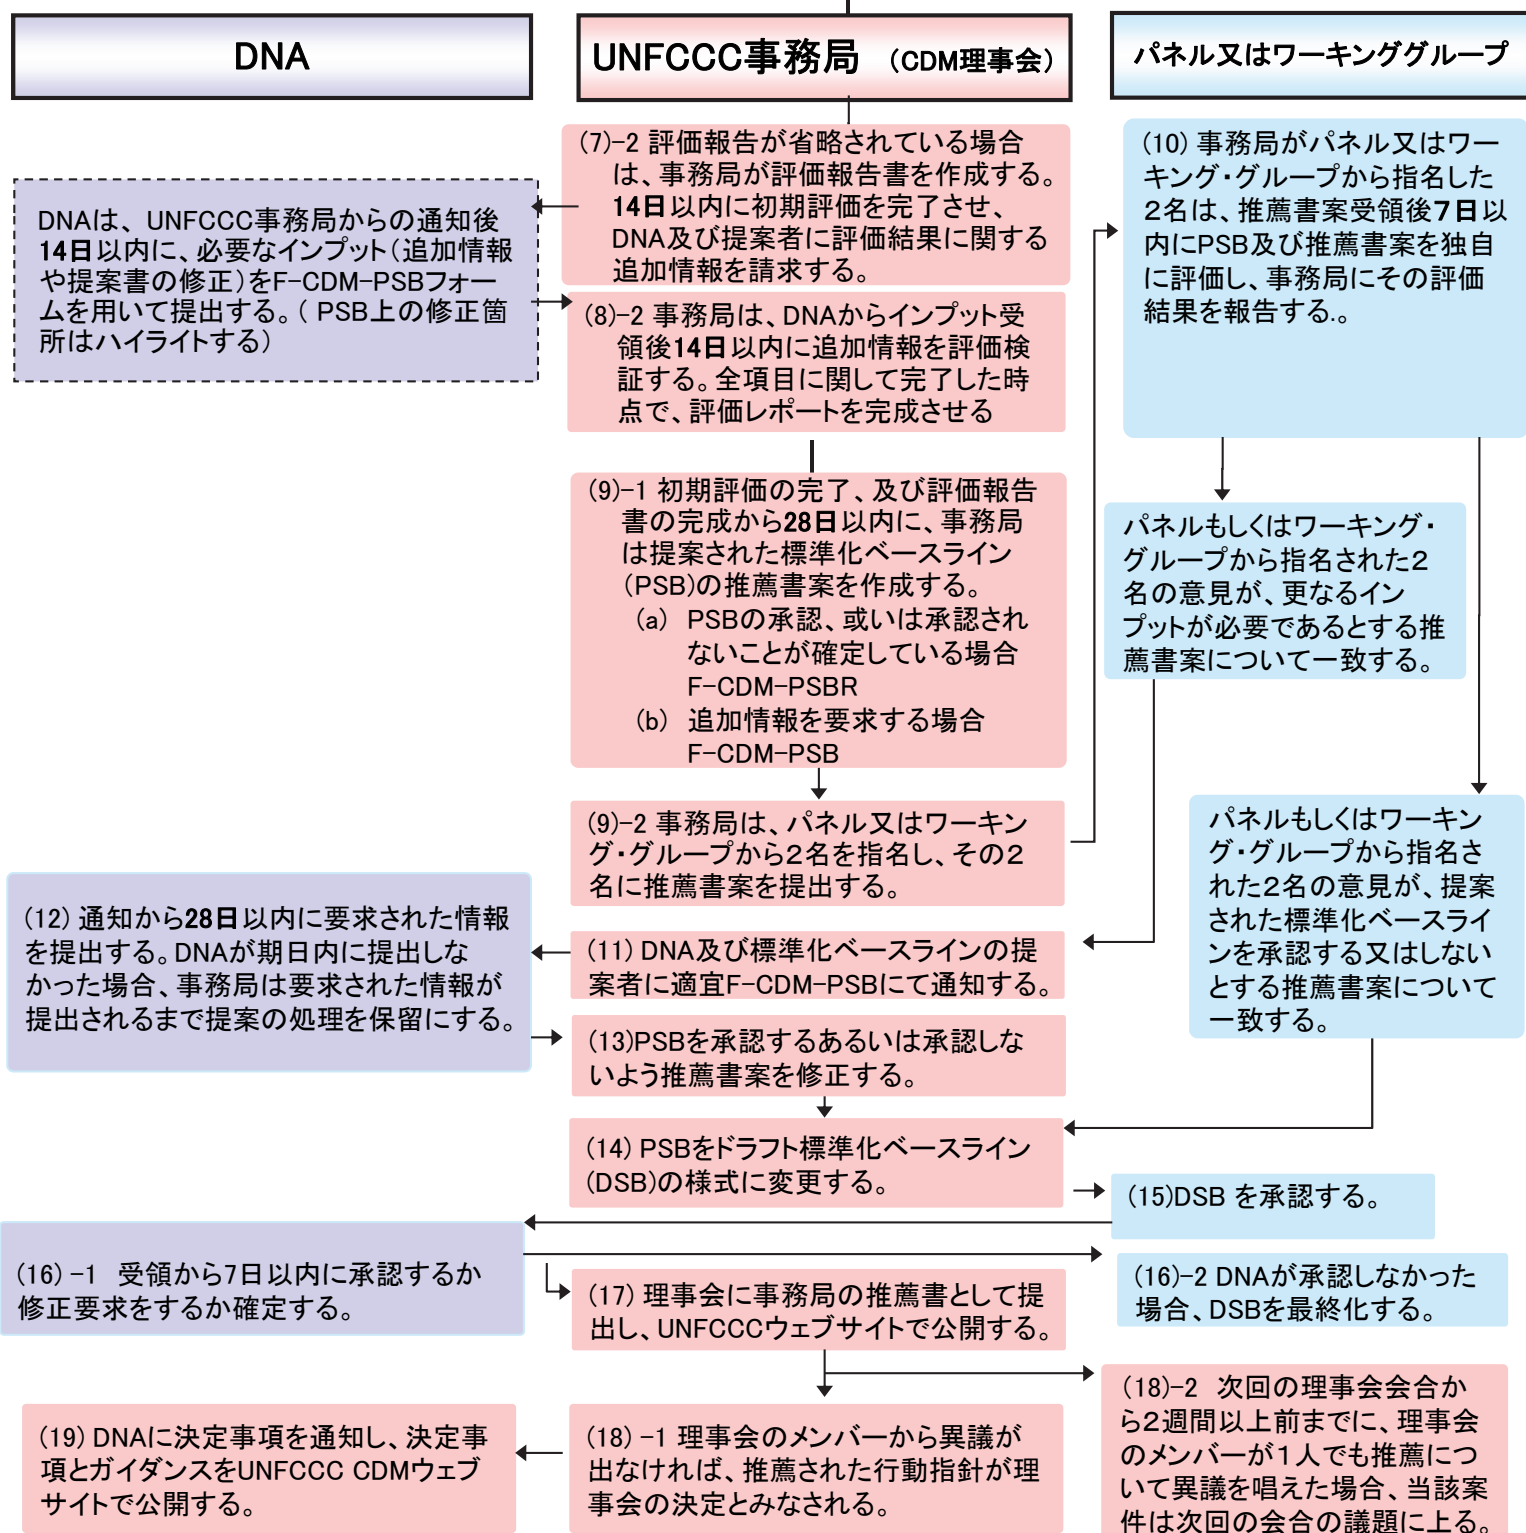 DNA
UNFCCC事務局 (CDM理事会)
パネル又はワーキンググループ
(7)-2 評価報告が省略されている場合
は、事務局が評価報告書を作成する。
14日以内に初期評価を完了させ、
DNA及び提案者に評価結果に関する
追加情報を請求する。
DNAは、 UNFCCC事務局からの通知後
14日以内に、必要なインプット(追加情報
や提案書の修正)をF-CDM-PSBフォー
ムを用いて提出する。( PSB上の修正箇
所はハイライトする)
(8)-2 事務局は、DNAからインプット受
領後14日以内に追加情報を評価検
証する。全項目に関して完了した時
点で、評価レポートを完成させる
(10) 事務局がパネル又はワー
キング・グループから指名した
2名は、推薦書案受領後7日以
内にPSB及び推薦書案を独自
に評価し、事務局にその評価
結果を報告する.。
(9)-1 初期評価の完了、及び評価報告
書の完成から28日以内に、事務局
は提案された標準化ベースライン
(PSB)の推薦書案を作成する。
(a) PSBの承認、或いは承認され
ないことが確定している場合
F-CDM-PSBR
(b) 追加情報を要求する場合
F-CDM-PSB
パネルもしくはワーキング・
グループから指名された2
名の意見が、更なるイン
プットが必要であるとする推
薦書案について一致する。
(9)-2 事務局は、パネル又はワーキン
グ・グループから2名を指名し、その2
名に推薦書案を提出する。
パネルもしくはワーキン
グ・グループから指名さ
れた2名の意見が、提案
された標準化ベースライ
ンを承認する又はしない
とする推薦書案について
一致する。
(12) 通知から28日以内に要求された情報
を提出する。DNAが期日内に提出しな
かった場合、事務局は要求された情報が
提出されるまで提案の処理を保留にする。
(11) DNA及び標準化ベースラインの提
案者に適宜F-CDM-PSBにて通知する。
(13)PSBを承認するあるいは承認しな
いよう推薦書案を修正する。
(14) PSBをドラフト標準化ベースライン
(DSB)の様式に変更する。
(15)DSB を承認する。
(16) -1 受領から7日以内に承認するか
修正要求をするか確定する。
(16)-2 DNAが承認しなかった
場合、DSBを最終化する。
(17) 理事会に事務局の推薦書として提
出し、UNFCCCウェブサイトで公開する。
(18)-2 次回の理事会会合か
ら2週間以上前までに、理事会
のメンバーが1人でも推薦につ
いて異議を唱えた場合、当該案
件は次回の会合の議題に上る。
(18) -1 理事会のメンバーから異議が
出なければ、推薦された行動指針が理
事会の決定とみなされる。
(19) DNAに決定事項を通知し、決定事
項とガイダンスをUNFCCC CDMウェブ
サイトで公開する。